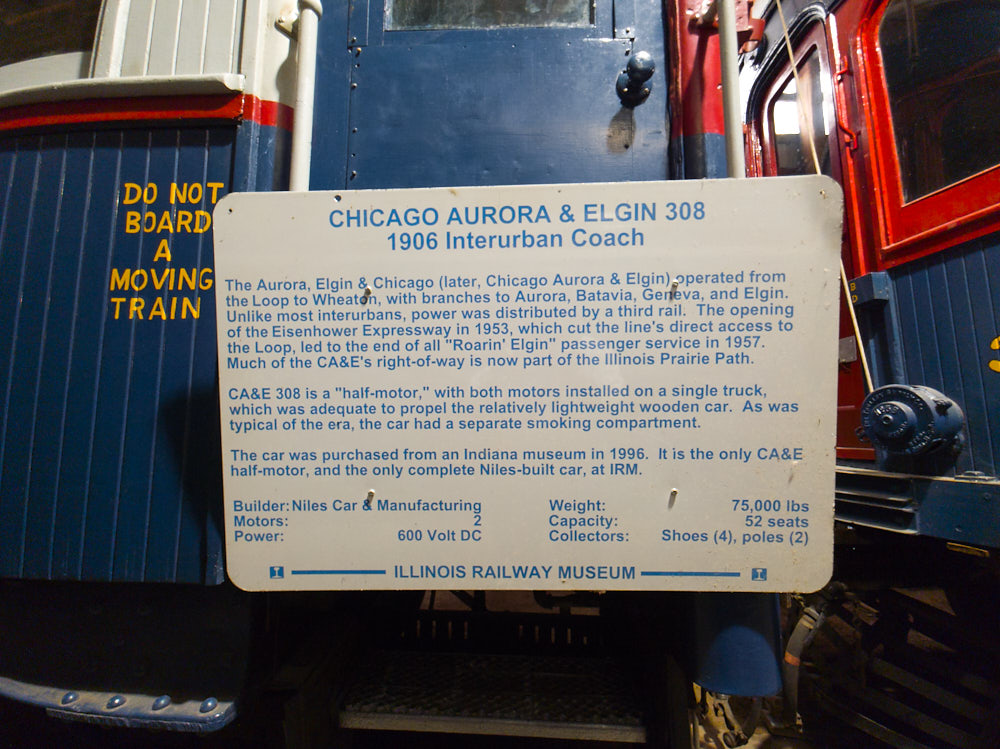 DO NOT
BOARD
A
MOVING
TRAIN
CHICAGO AURORA & ELGIN 308
1906 Interurban Coach
The Aurora, Elgin & Chicago (later, Chicago Aurora & Elgin) operated from
the Loop to Wheaton, with branches to Aurora, Batavia, Geneva, and Elgin.
Unlike most interurbans, power was distributed by a third rail. The opening
of the Eisenhower Expressway in 1953, which cut the line's direct access to
the Loop, led to the end of all "Roarin' Elgin" passenger service in 1957.
Much of the CA&E's right-of-way is now part of the Illinois Prairie Path.
CA&E 308 is a "half-motor," with both motors installed on a single truck,
which was adequate to propel the relatively lightweight wooden car. As was
typical of the era, the car had a separate smoking compartment.
The car was purchased from an Indiana museum in 1996. It is the only CA&E
half-motor, and the only complete Niles-built car, at IRM.
Builder: Niles Car & Manufacturing Weight: 75,000 lbs
Motors: 2 Capacity: 52 seats
Power: 600 Volt DC Collectors: Shoes (4), poles (2)
ILLINOIS RAILWAY MUSEUM